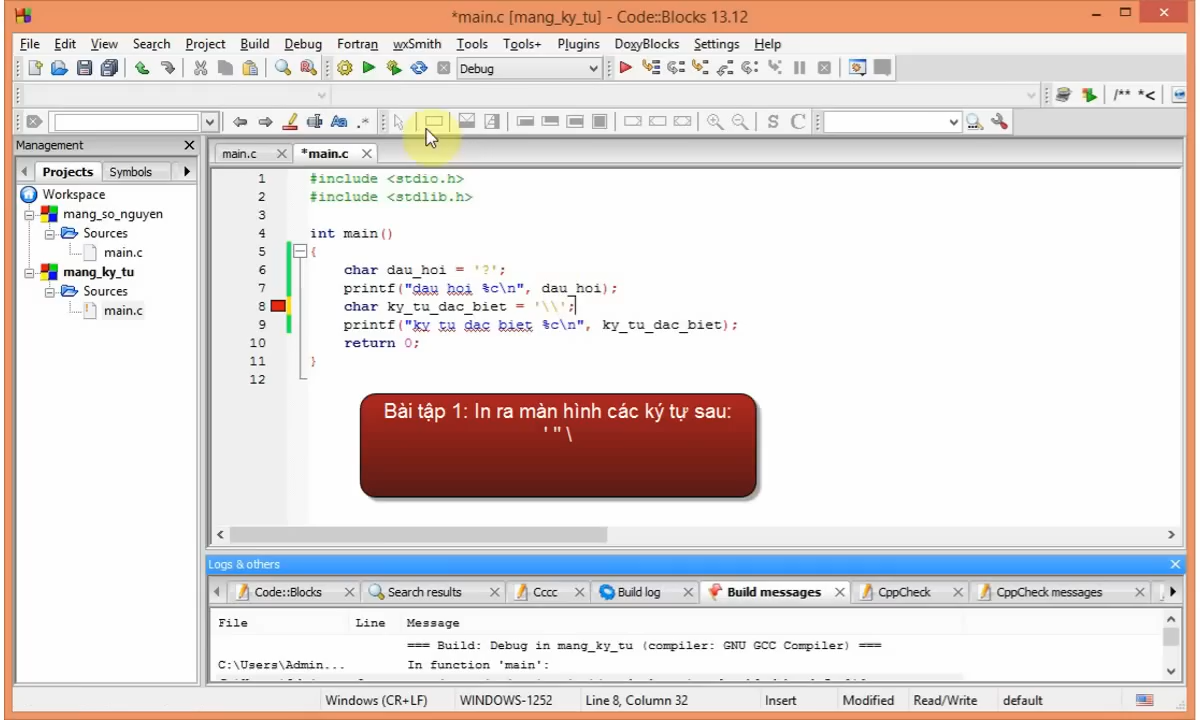 *main.c [mang_ky_tu] - Code::Blocks 13.12
File Edit View Search Project Build Debug Fortran wxSmith Tools Tools+ Plugins DoxyBlocks Settings Help
Debug
/** *<
Aa .*
S C
Management
main.c *main.c
Projects Symbols
Workspace
mang_so_nguyen
Sources
main.c
mang_ky_tu
Sources
main.c
1 #include <stdio.h>
2 #include <stdlib.h>
3
4 int main()
5 {
6 char dau_hoi = '?';
7 printf("dau hoi %c\n", dau_hoi);
8 char ky_tu_dac_biet = '\\';
9 printf("ky tu dac biet %c\n", ky_tu_dac_biet);
10 return 0;
11 }
12
Bài tập 1: In ra màn hình các ký tự sau:
' " \
Logs & others
Code::Blocks Search results Cccc Build log Build messages CppCheck CppCheck messages
File Line Message
=== Build: Debug in mang_ky_tu (compiler: GNU GCC Compiler) ===
C:\Users\Admin... In function 'main':
Windows (CR+LF) WINDOWS-1252 Line 8, Column 32 Insert Modified Read/Write default